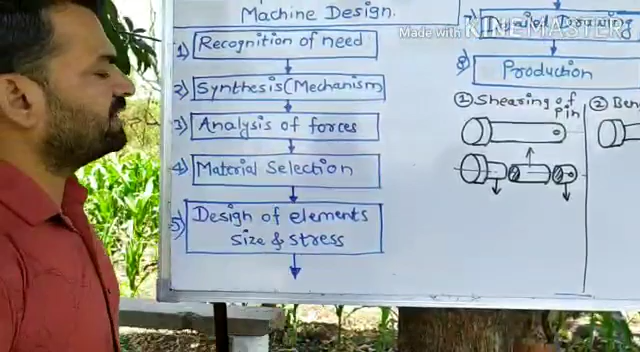 Machine Design.
1) Recognition of need
2) Synthesis (Mechanism)
3) Analysis of forces
4) Material Selection
5) Design of elements
size & stress
Drawing
Made with KINEMASTER
8) Production
① Shearing of
Pin
② Ben